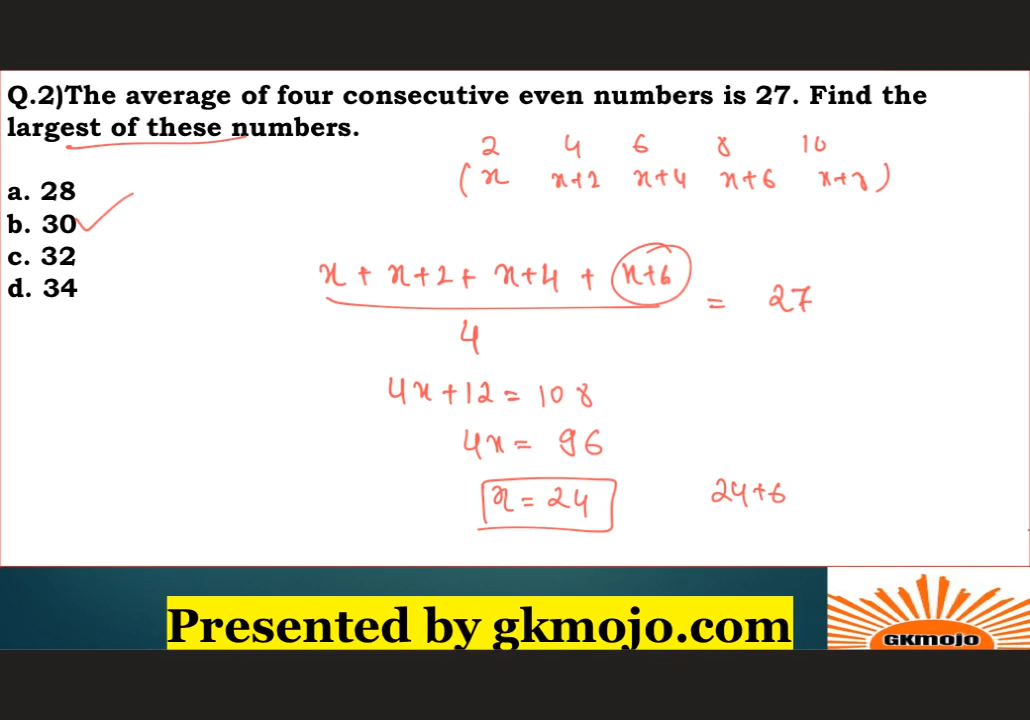 Q.2)The average of four consecutive even numbers is 27. Find the
largest of these numbers.
2 4 6 8 10
(x x+2 x+4 x+6 x+8)
a. 28
b. 30
c. 32
d. 34
x + x+2 + x+4 + x+6
= 27
4
4x+12 = 108
4x = 96
x = 24 24+6
Presented by gkmojo.com
GKmojo